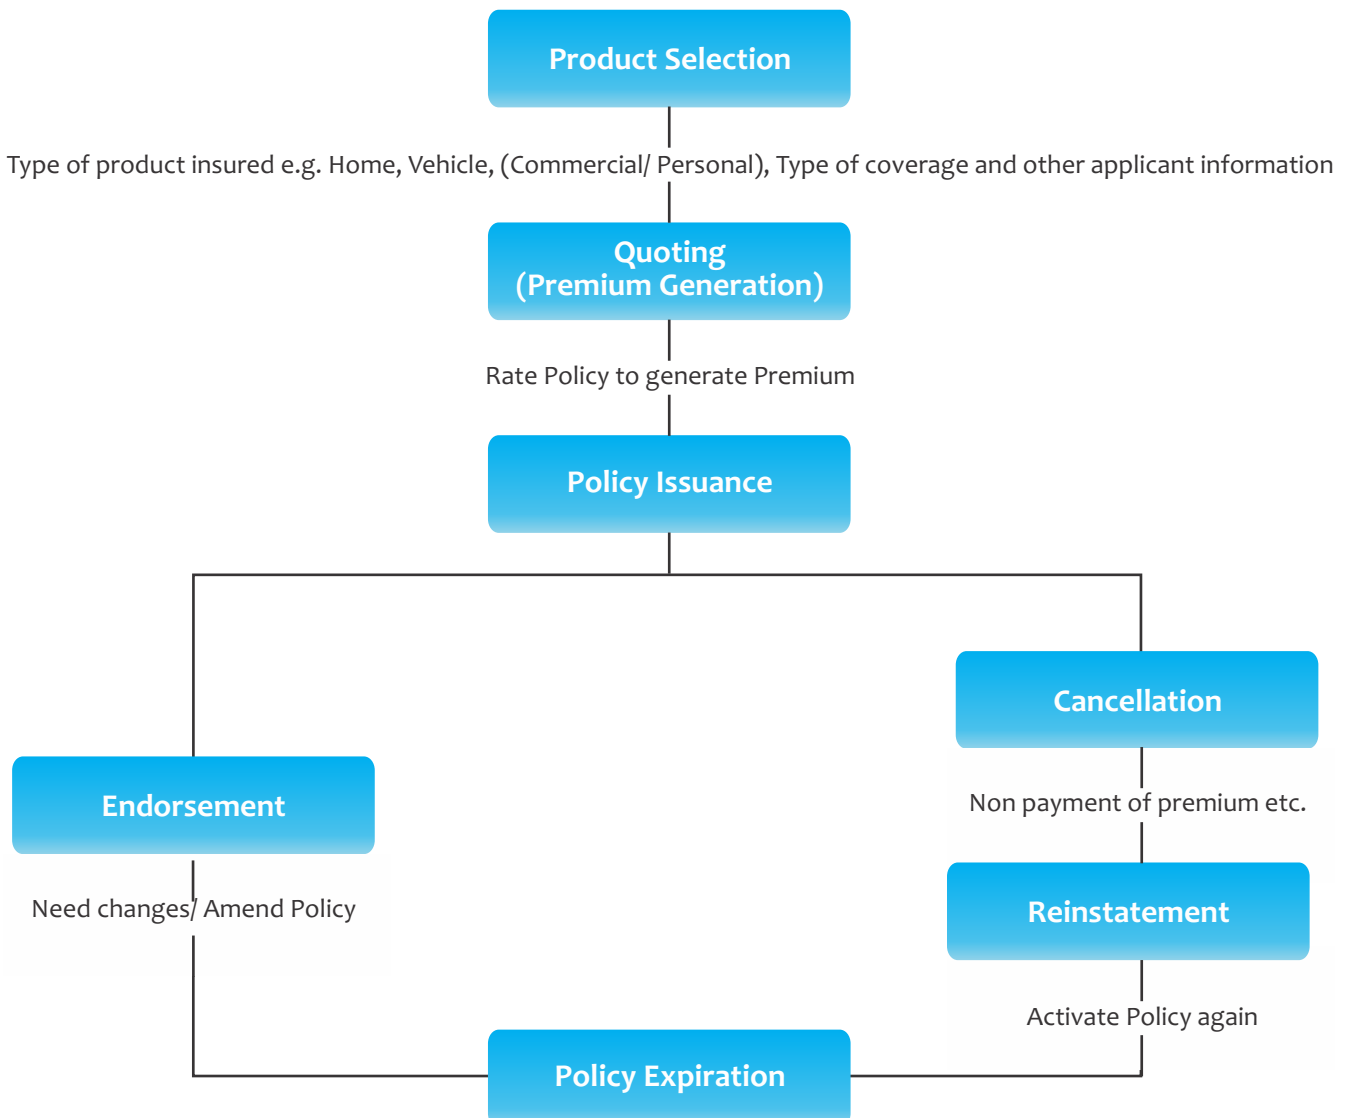 Product Selection
Type of product insured e.g. Home, Vehicle, (Commercial/ Personal), Type of coverage and other applicant information
Quoting
(Premium Generation)
Rate Policy to generate Premium
Policy Issuance
Cancellation
Endorsement
Non payment of premium etc.
Need changes/ Amend Policy
Reinstatement
Activate Policy again
Policy Expiration